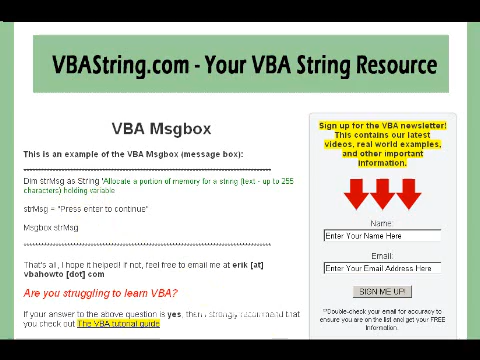 VBAString.com - Your VBA String Resource
VBA Msgbox
This is an example of the VBA Msgbox (message box):
**********************************************************************
Dim strMsg as String 'Allocate a portion of memory for a string (text - up to 255
characters) holding variable
strMsg = "Press enter to continue"
Msgbox strMsg
**********************************************************************
That's all, I hope it helped! If not, feel free to email me at erik [at]
vbahowto [dot] com
Are you struggling to learn VBA?
If your answer to the above question is yes, then I strongly recommend that
you check out The VBA tutorial guide
Sign up for the VBA newsletter!
This contains our latest
videos, real world examples,
and other important
information.
Name:
Enter Your Name Here
Email:
Enter Your Email Address Here
SIGN ME UP!
*Double-check your email for accuracy to
ensure you are on the list and get your FREE
Information.